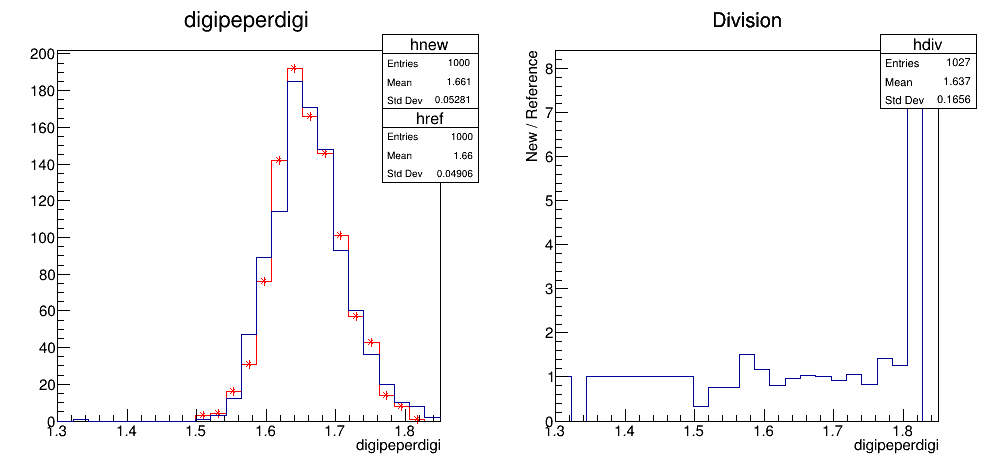 digipeperdigi
hnew
Entries 1000
Mean 1.661
Std Dev 0.05281
href
Entries 1000
Mean 1.66
Std Dev 0.04906
200
180
160
140
120
100
80
60
40
20
0
1.3 1.4 1.5 1.6 1.7 1.8
digipeperdigi
Division
hdiv
Entries 1027
Mean 1.637
Std Dev 0.1656
New / Reference
8
7
6
5
4
3
2
1
0
1.3 1.4 1.5 1.6 1.7 1.8
digipeperdigi